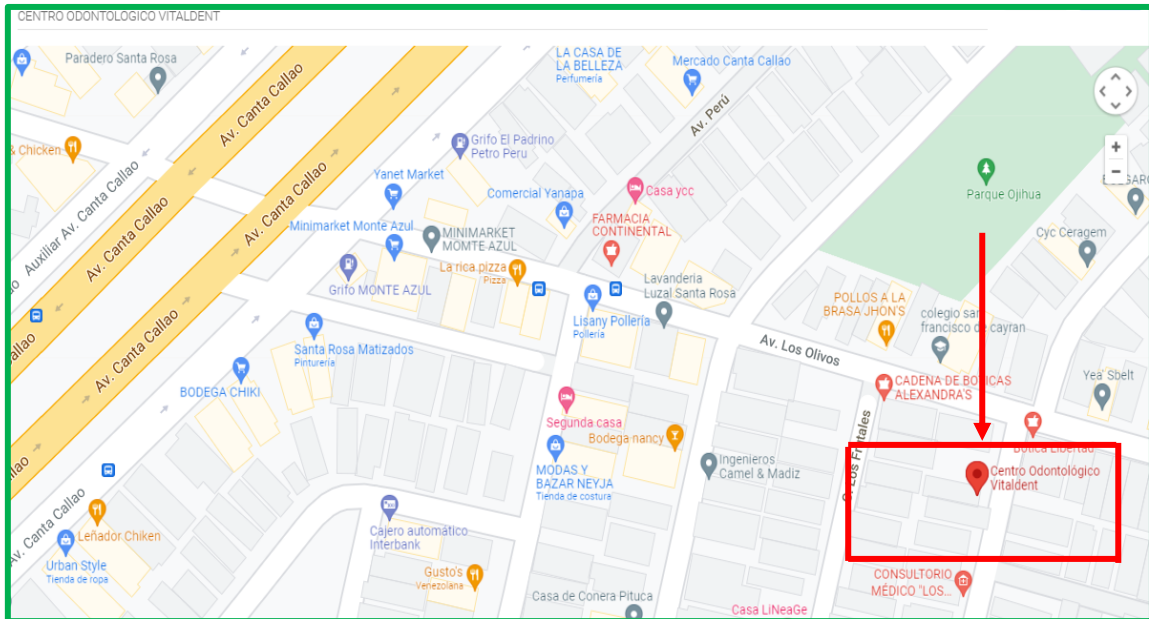 CENTRO ODONTOLOGICO VITALDENT
Paradero Santa Rosa
LA CASA DE
LA BELLEZA
Perfumería
Mercado Canta Callao
Av. Canta Callao
Av. Canta Callao
Av. Perú
& Chicken
Grifo El Padrino
Petro Peru
Yanet Market
Comercial Yanapa
Casa ycc
Parque Ojihua
Auxiliar Av. Canta Callao
Av. Canta Callao
Av. Canta Callao
Minimarket Monte Azul
MINIMARKET
MOMTE AZUL
FARMACIA
CONTINENTAL
Cyc Ceragem
La rica pizza
Pizza
Grifo MONTE AZUL
Lavandería
Luzal Santa Rosa
POLLOS A LA
BRASA JHON'S
colegio san
francisco de cayran
Lisany Pollería
Pollería
Av. Canta Callao
Santa Rosa Matizados
Pinturería
Av. Los Olivos
BODEGA CHIKI
CADENA DE BOTICAS
ALEXANDRA'S
Yea' Sbelt
Segunda casa
Bodega nancy
Botica Libertad
C. Los Frutales
MODAS Y
BAZAR NEYJA
Tienda de costura
Ingenieros
Camel & Madiz
Centro Odontológico
Vitaldent
Av. Canta Callao
Leñador Chiken
Cajero automático
Interbank
Urban Style
Tienda de ropa
Gusto's
Venezolana
CONSULTORIO
MÉDICO "LOS...
Casa de Conera Pituca
Casa LiNeaGe